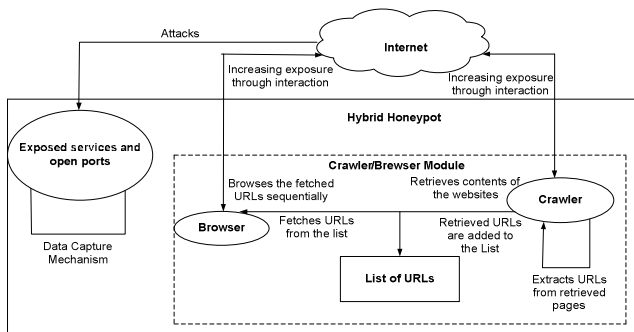 Attacks
Internet
Increasing exposure
through interaction
Increasing exposure
through interaction
Hybrid Honeypot
Exposed services and
open ports
Data Capture
Mechanism
Crawler/Brewser Module
Browses the fetched
URLs sequentially
Retrieves contents of
the websites
Crawler
Browser
Fetches URLs
from the list
Retrieved URLs
are added to
the List
List of URLs
Extracts URLs
from retrieved
pages